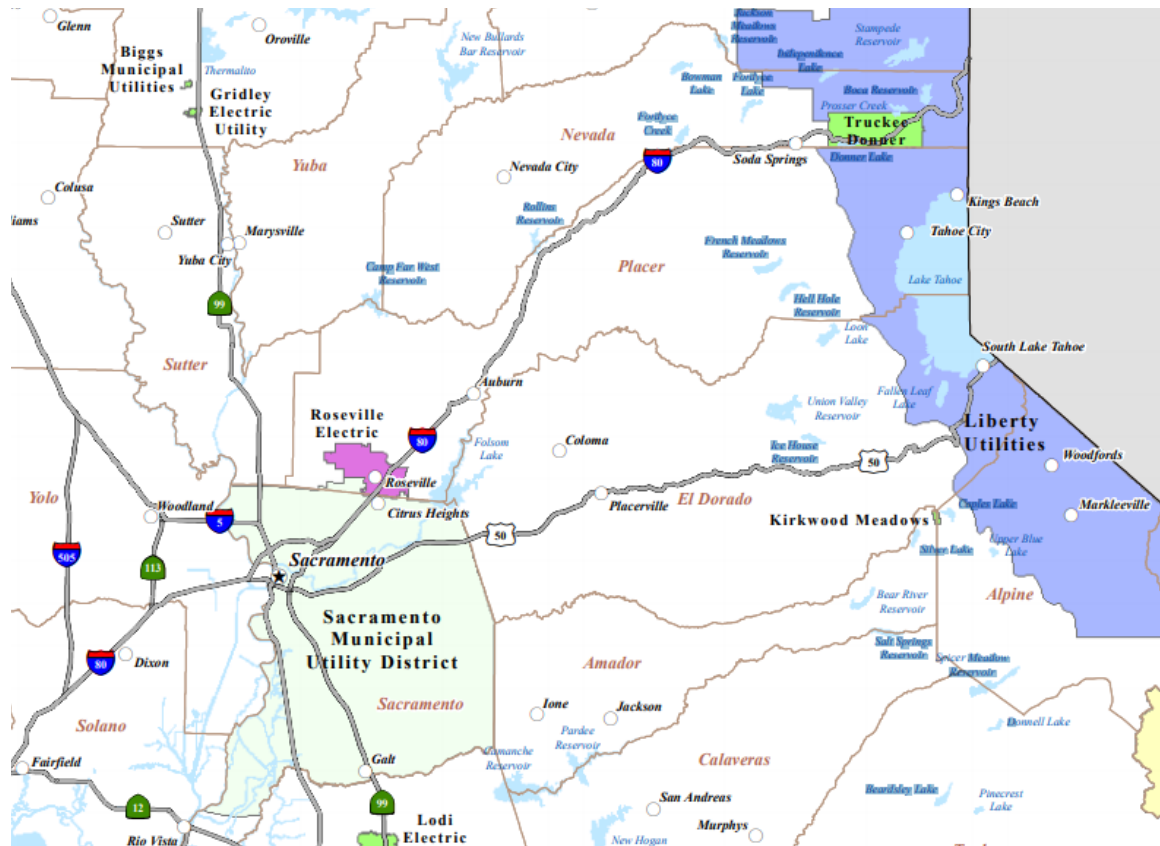 Glenn
Oroville
New Bullards
Bar Reservoir
Jackson
Meadows
Reservoir
Stampede
Reservoir
Independence
Lake
Biggs
Municipal
Utilities
Thermalito
Gridley
Electric
Utility
Bowman
Lake
Fordyce
Lake
Boca Reservoir
Prosser Creek
Fordyce
Creek
Nevada
Truckee
Donner
Yuba
80
Soda Springs
Donner Lake
Nevada City
Colusa
Kings Beach
Rollins
Reservoir
liams
Sutter
Marysville
Yuba City
French Meadows
Reservoir
Tahoe City
Camp Far West
Reservoir
Placer
Lake Tahoe
99
Hell Hole
Reservoir
Loon
Lake
Sutter
South Lake Tahoe
Auburn
Fallen Leaf
Lake
Union Valley
Reservoir
Roseville
Electric
80
Folsom
Lake
Coloma
Ice House
Reservoir
Liberty
Utilities
50
Woodfords
Roseville
Yolo
Placerville
El Dorado
Woodland
Citrus Heights
5
Caples Lake
Markleeville
Kirkwood Meadows
50
505
113
Sacramento
Silver Lake
Upper Blue
Lake
Bear River
Reservoir
Alpine
Sacramento
Municipal
Utility District
Salt Springs
Reservoir
80
Dixon
Amador
Spicer Meadow
Reservoir
Sacramento
Ione
Jackson
Solano
Donnell Lake
Pardee
Reservoir
Camanche
Reservoir
Galt
Calaveras
Fairfield
Beardsley Lake
Pinecrest
Lake
12
99
San Andreas
Lodi
Electric
Rio Vista
New Hogan
Murphys